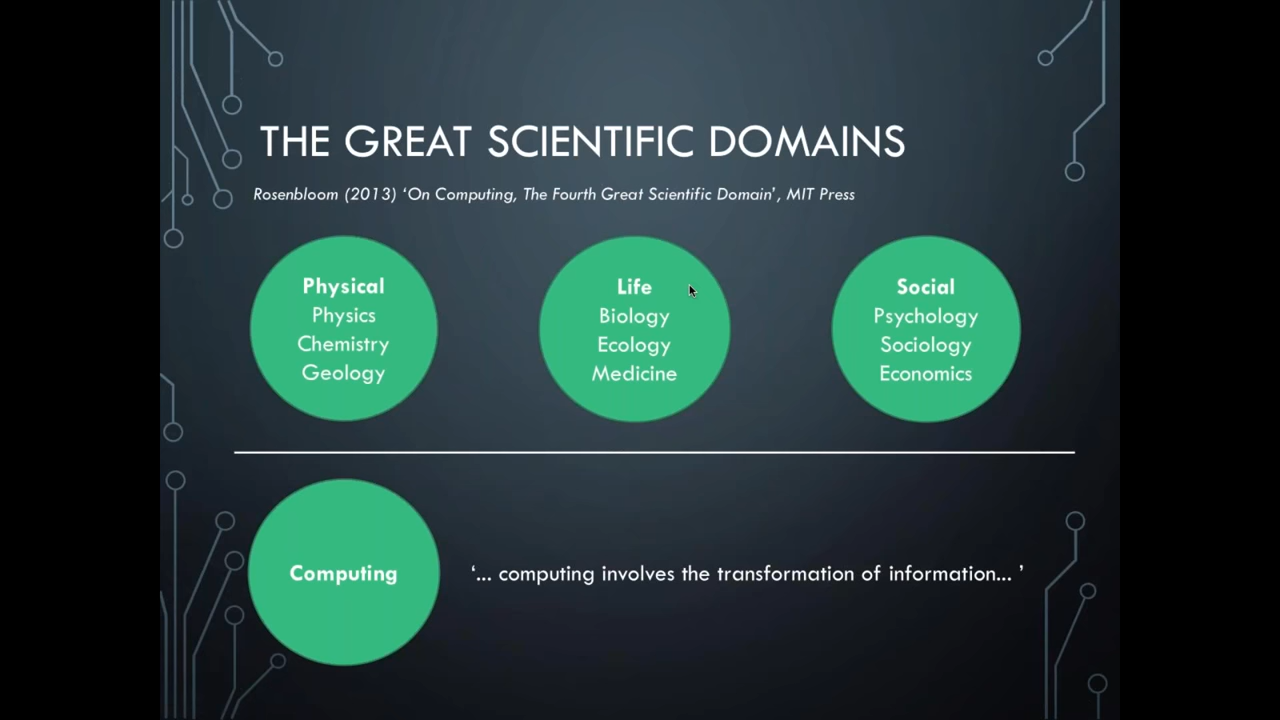 THE GREAT SCIENTIFIC DOMAINS
Rosenbloom (2013) ‘On Computing, The Fourth Great Scientific Domain’, MIT Press
Physical
Physics
Chemistry
Geology
Life
Biology
Ecology
Medicine
Social
Psychology
Sociology
Economics
Computing
‘... computing involves the transformation of information... ’